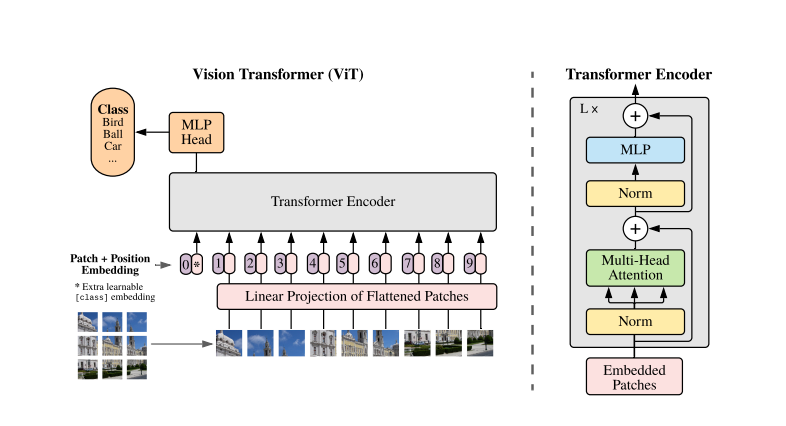 Vision Transformer (ViT)
Class
Bird
Ball
Car
...
MLP
Head
Transformer Encoder
Patch + Position
Embedding
0 * 1 2 3 4 5 6 7 8 9
* Extra learnable
[class] embedding
Linear Projection of Flattened Patches
Transformer Encoder
L x
+
MLP
Norm
+
Multi-Head
Attention
Norm
Embedded
Patches